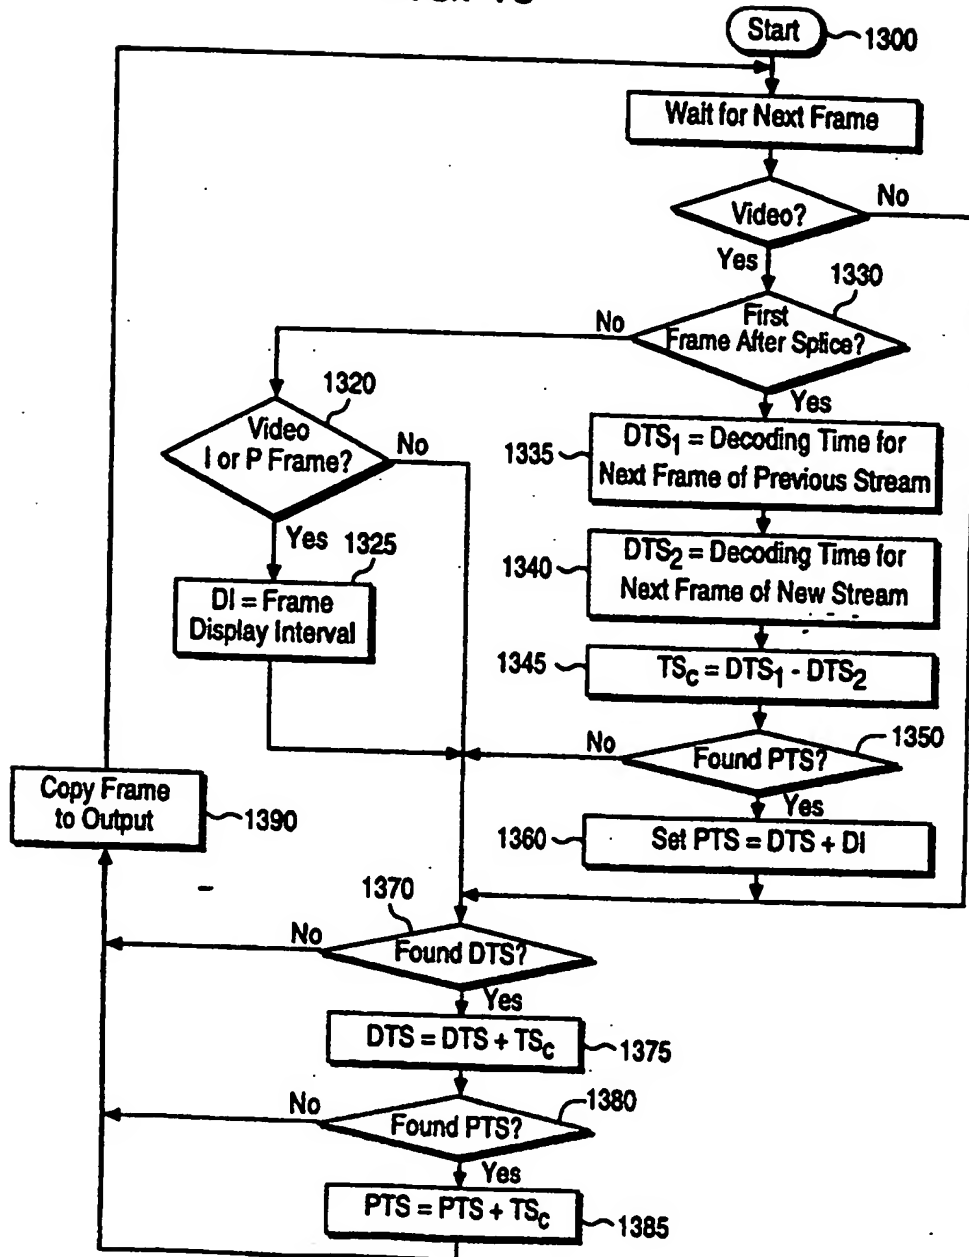 Start
1300
Wait for Next Frame
Video?
No
Yes
1330
First
Frame After Splice?
No
Yes
1320
Video
I or P Frame?
No
Yes
1325
DI = Frame
Display Interval
1335
DTS1 = Decoding Time for
Next Frame of Previous Stream
1340
DTS2 = Decoding Time for
Next Frame of New Stream
1345
TSC = DTS1 - DTS2
1350
Found PTS?
No
Yes
1360
Set PTS = DTS + DI
Copy Frame
to Output
1390
1370
Found DTS?
No
Yes
DTS = DTS + TSC
1375
1380
Found PTS?
No
Yes
PTS = PTS + TSC
1385